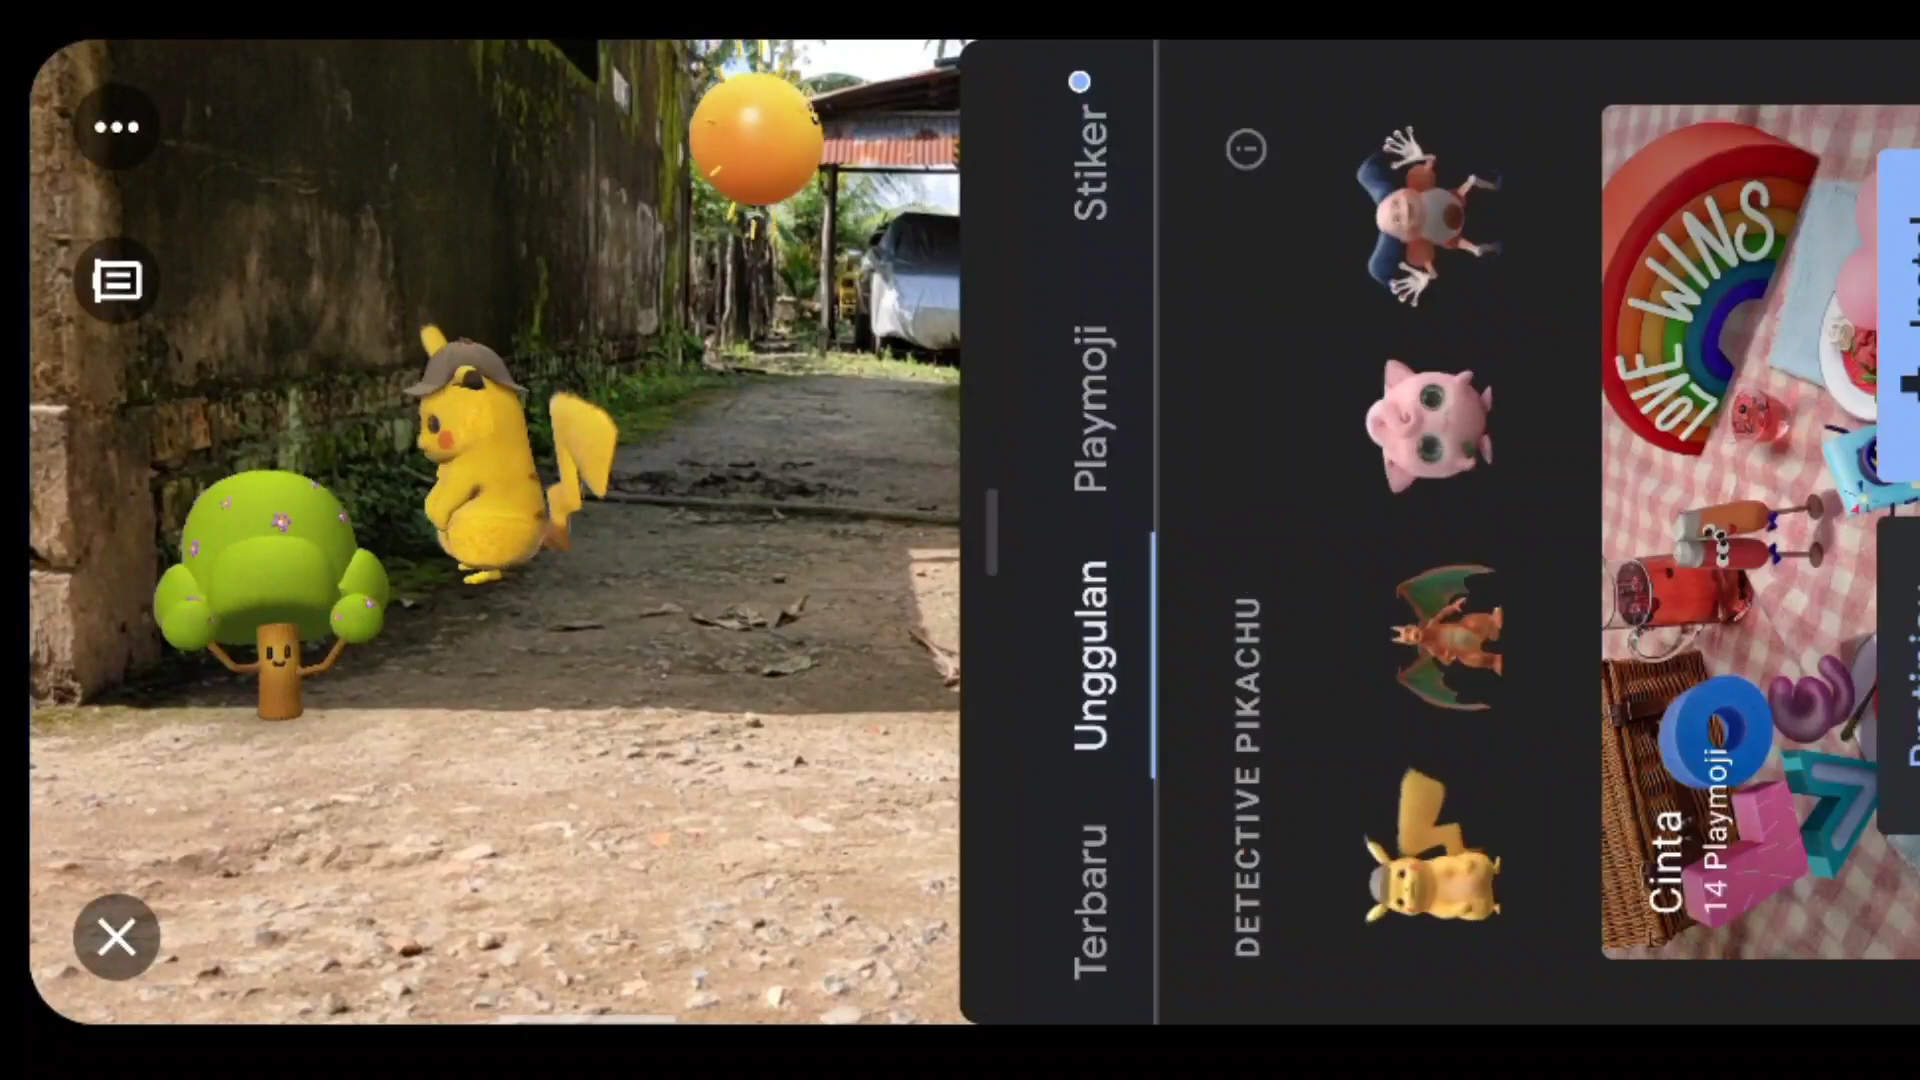 Terbaru Unggulan Playmoji Stiker
DETECTIVE PIKACHU
LOVE WINS
Cinta
14 Playmoji